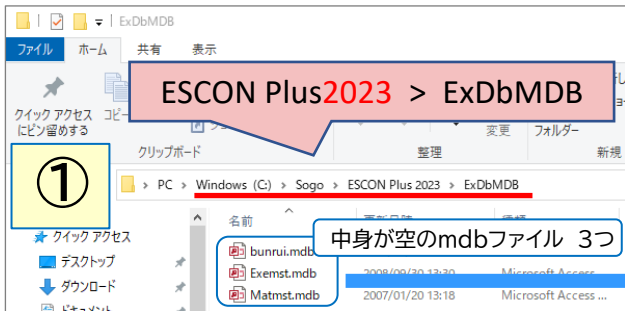 ExDbMDB
ファイル ホーム 共有 表示
ESCON Plus2023 > ExDbMDB
クイック アクセス
にピン留めする
コピー
変更
フォルダー
クリップボード 整理 新規
①
PC > Windows (C:) > Sogo > ESCON Plus 2023 > ExDbMDB
名前
クイック アクセス
中身が空のmdbファイル 3つ
bunrui.mdb
デスクトップ
Exemst.mdb 2008/09/30 13:30 Microsoft Access ...
ダウンロード
Matmst.mdb 2007/01/20 13:18 Microsoft Access ...